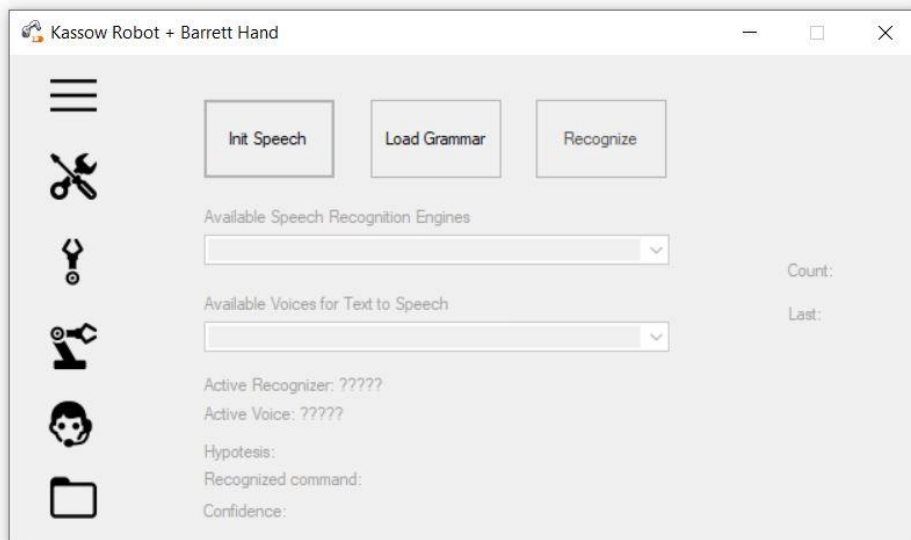 Kassow Robot + Barrett Hand
Init Speech
Load Grammar
Recognize
Available Speech Recognition Engines
Count:
Available Voices for Text to Speech
Last:
Active Recognizer: ?????
Active Voice: ?????
Hypotesis:
Recognized command:
Confidence: